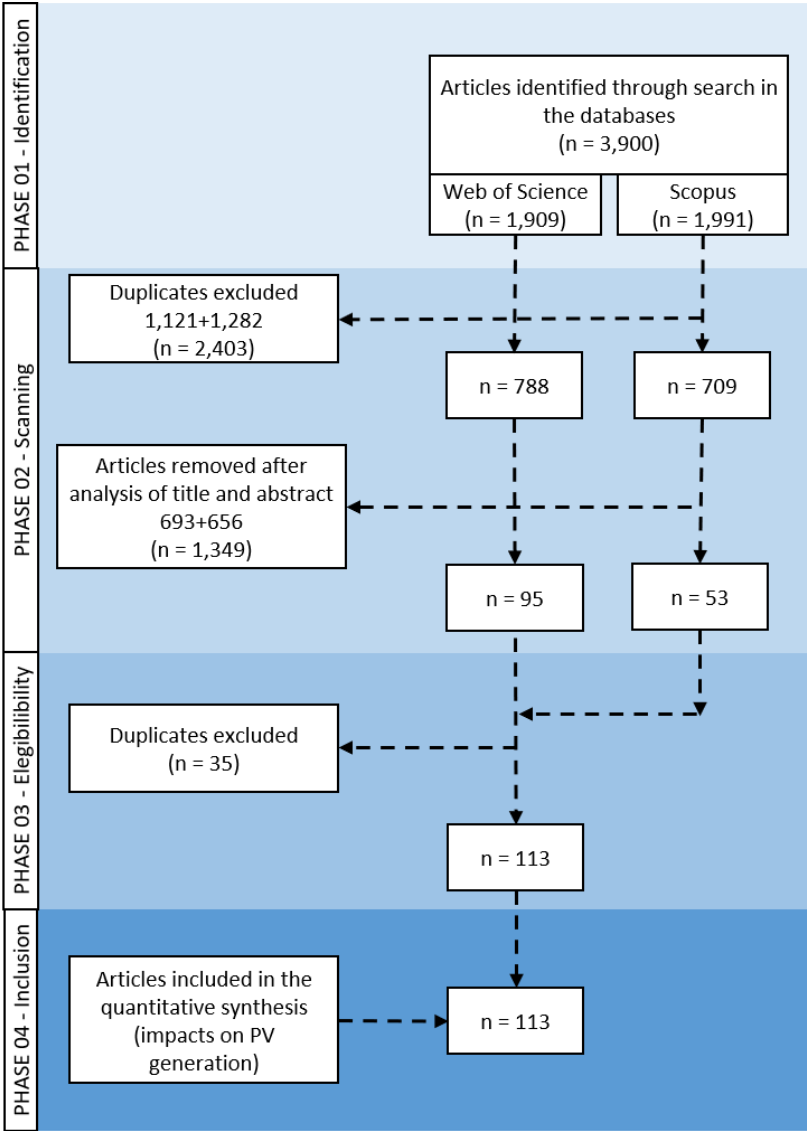 PHASE 01 - Identification
Articles identified through search in
the databases
(n = 3,900)
Web of Science
(n = 1,909)
Scopus
(n = 1,991)
PHASE 02 - Scanning
Duplicates excluded
1,121+1,282
(n = 2,403)
n = 788
n = 709
Articles removed after
analysis of title and abstract
693+656
(n = 1,349)
n = 95
n = 53
PHASE 03 - Elegibilibility
Duplicates excluded
(n = 35)
n = 113
PHASE 04 - Inclusion
Articles included in the
quantitative synthesis
(impacts on PV
generation)
n = 113